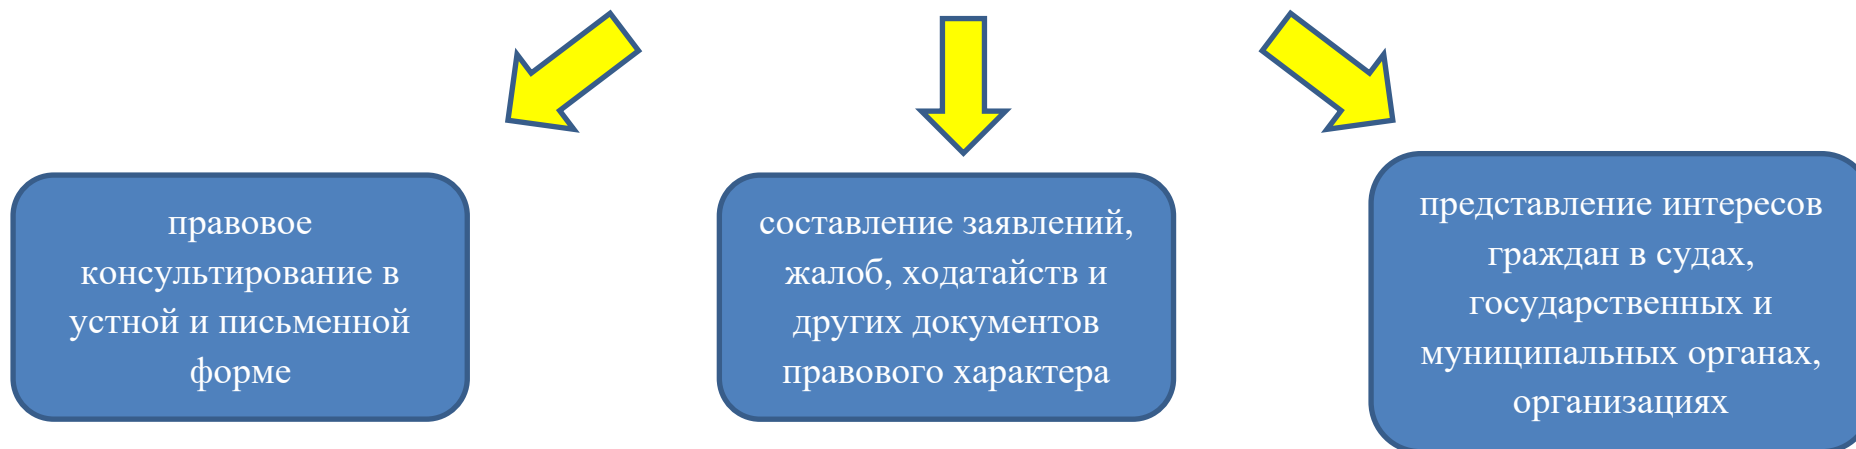 правовое
консультирование в
устной и письменной
форме
составление заявлений,
жалоб, ходатайств и
других документов
правового характера
представление интересов
граждан в судах,
государственных и
муниципальных органах,
организациях